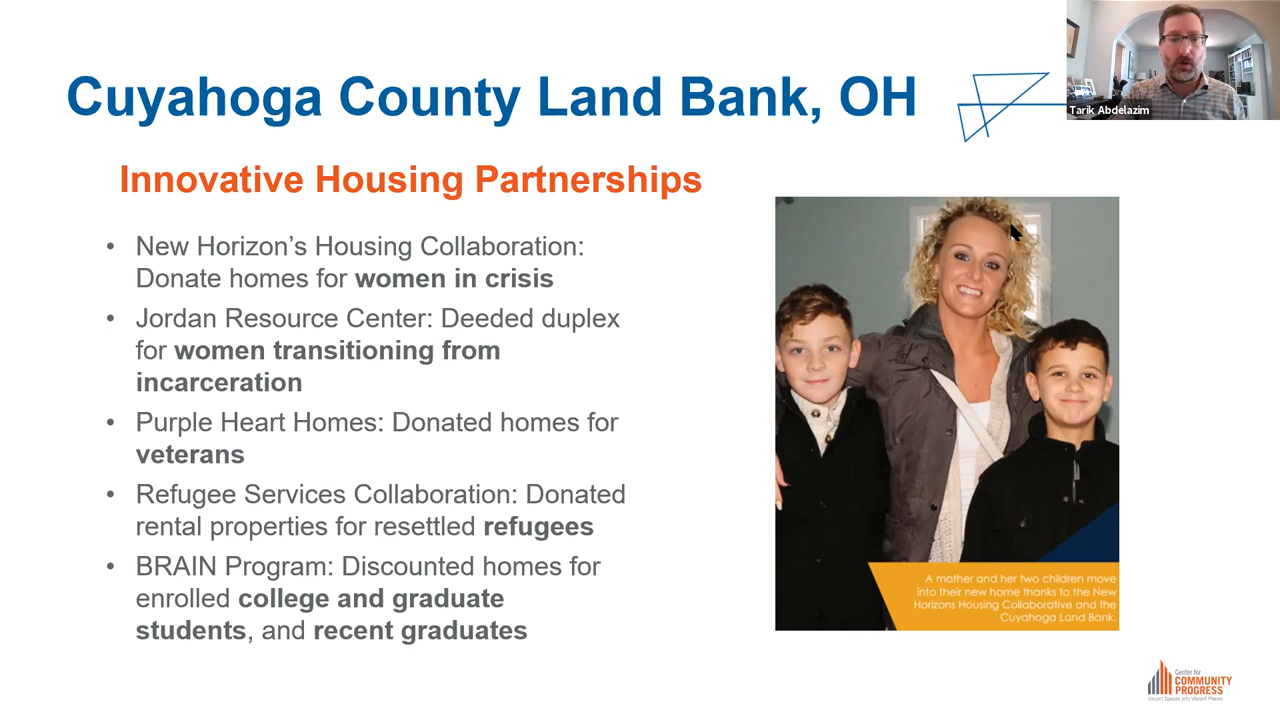 Cuyahoga County Land Bank, OH
Tarik Abdelazim
Innovative Housing Partnerships
• New Horizon’s Housing Collaboration:
Donate homes for women in crisis
• Jordan Resource Center: Deeded duplex
for women transitioning from
incarceration
• Purple Heart Homes: Donated homes for
veterans
• Refugee Services Collaboration: Donated
rental properties for resettled refugees
• BRAIN Program: Discounted homes for
enrolled college and graduate
students, and recent graduates
A mother and her two children move
into their new home thanks to the New
Horizons Housing Collaborative and the
Cuyahoga Land Bank.
Center for
COMMUNITY
PROGRESS
Vacant Spaces into Vibrant Places